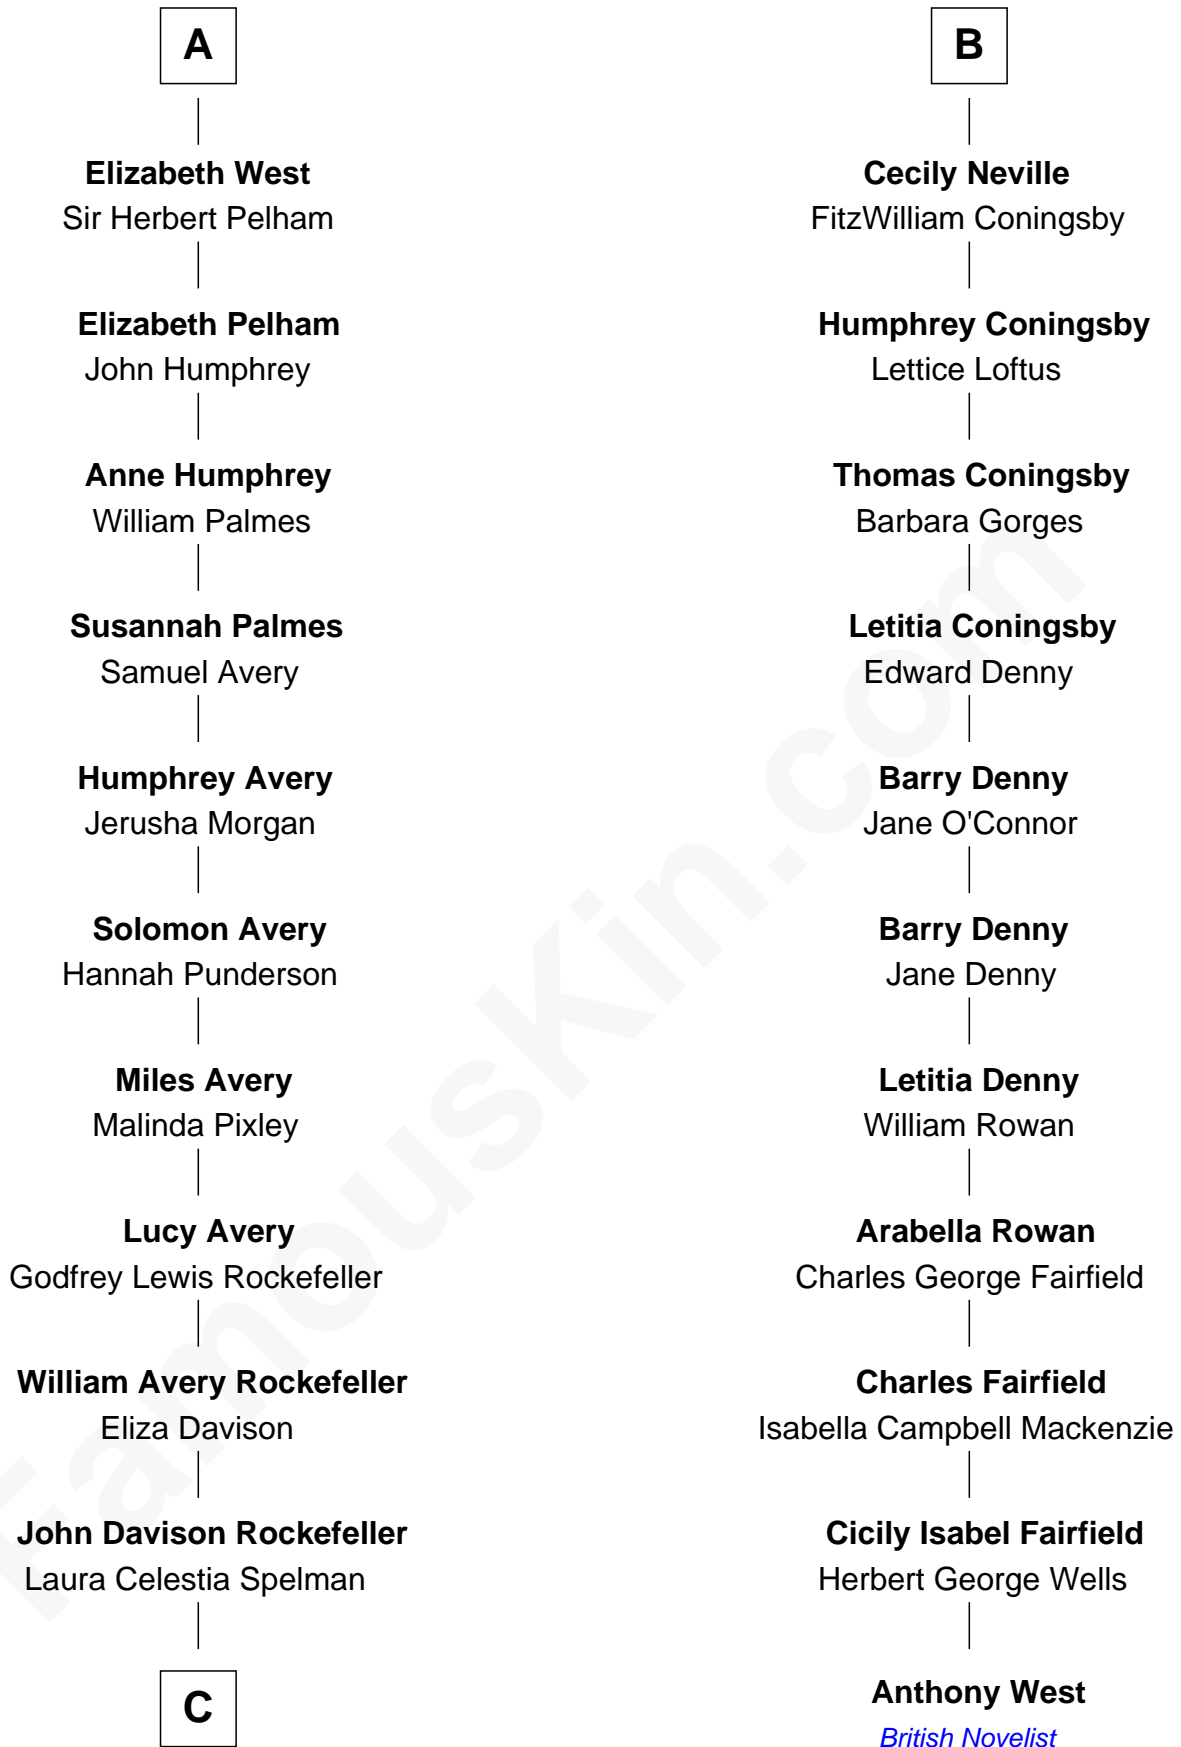 A
Elizabeth West
Sir Herbert Pelham
Elizabeth Pelham
John Humphrey
Anne Humphrey
William Palmes
Susannah Palmes
Samuel Avery
Humphrey Avery
Jerusha Morgan
Solomon Avery
Hannah Punderson
Miles Avery
Malinda Pixley
Lucy Avery
Godfrey Lewis Rockefeller
William Avery Rockefeller
Eliza Davison
John Davison Rockefeller
Laura Celestia Spelman
C
B
Cecily Neville
FitzWilliam Coningsby
Humphrey Coningsby
Lettice Loftus
Thomas Coningsby
Barbara Gorges
Letitia Coningsby
Edward Denny
Barry Denny
Jane O'Connor
Barry Denny
Jane Denny
Letitia Denny
William Rowan
Arabella Rowan
Charles George Fairfield
Charles Fairfield
Isabella Campbell Mackenzie
Cicily Isabel Fairfield
Herbert George Wells
Anthony West
British Novelist
FamousKin.com